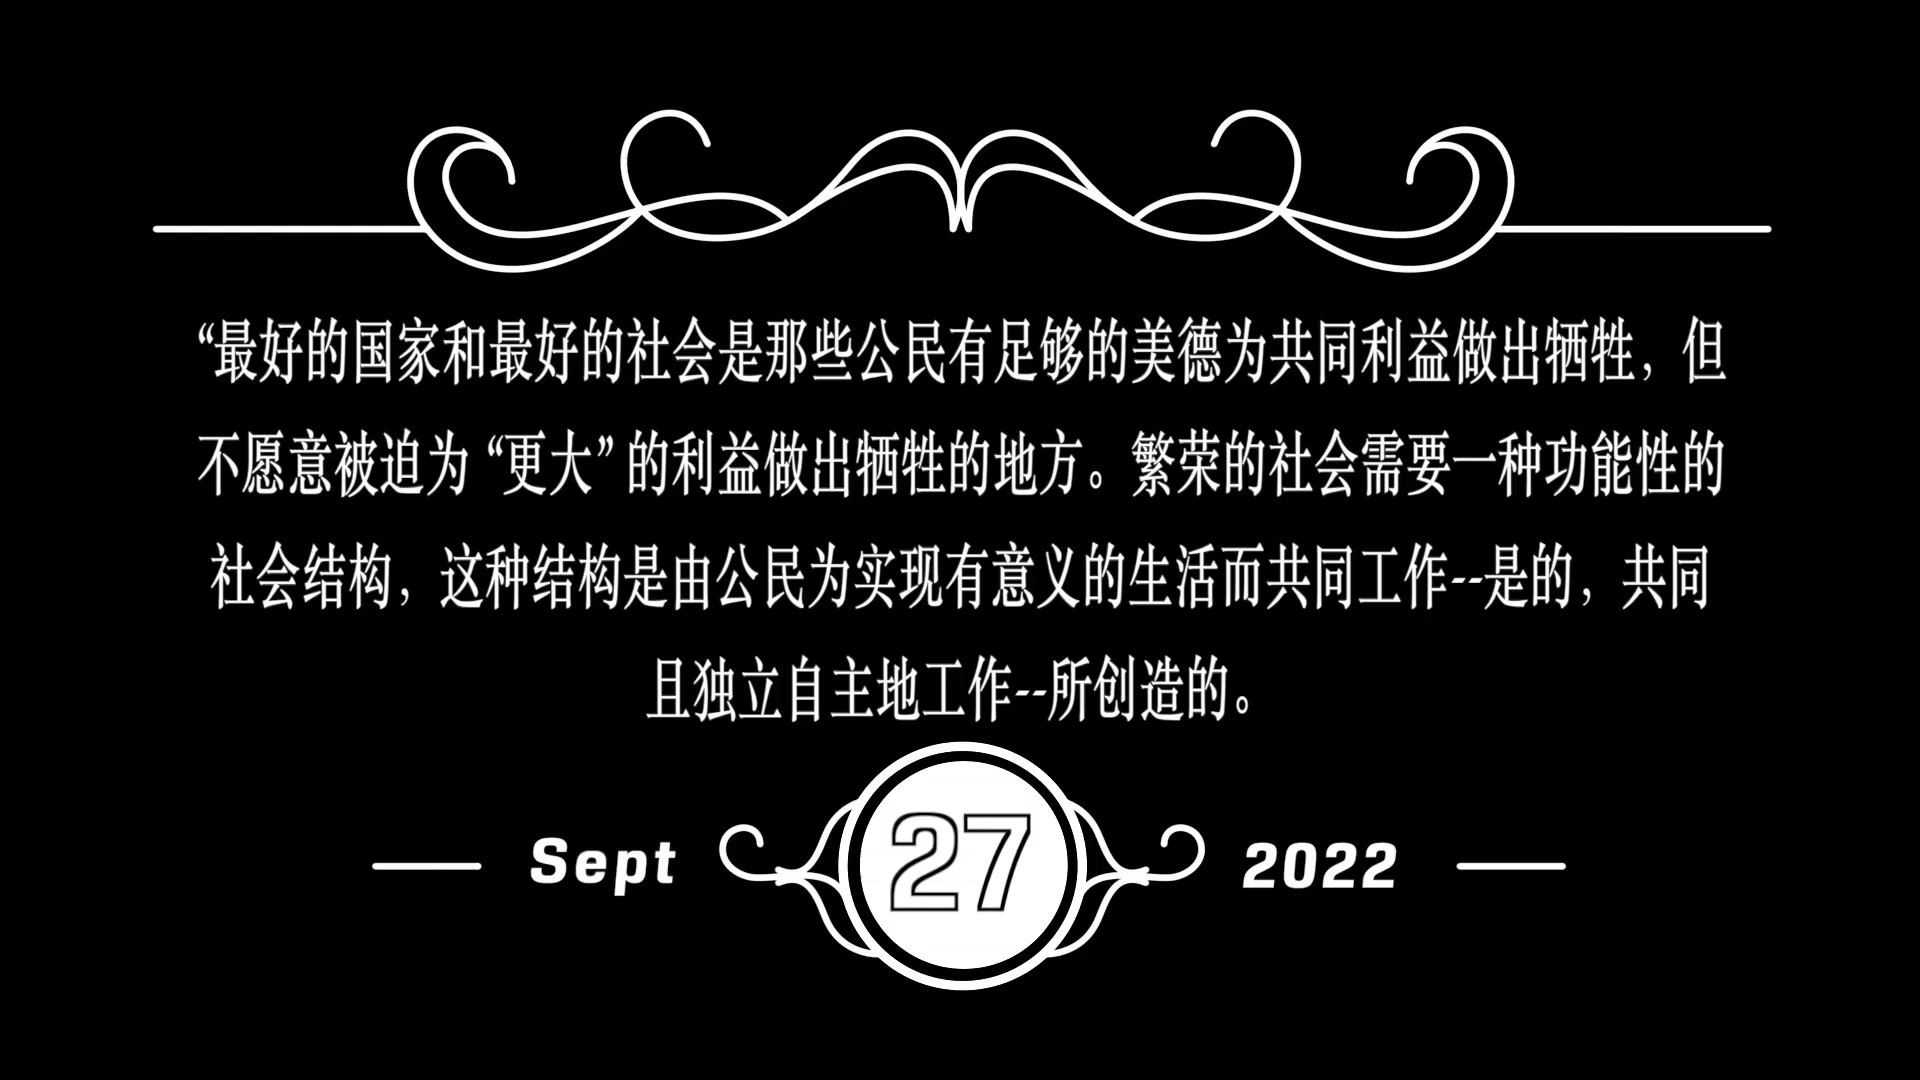 “最好的国家和最好的社会是那些公民有足够的美德为共同利益做出牺牲，但
不愿意被迫为“更大”的利益做出牺牲的地方。繁荣的社会需要一种功能性的
社会结构，这种结构是由公民为实现有意义的生活而共同工作--是的，共同
且独立自主地工作--所创造的。
Sept 27 2022